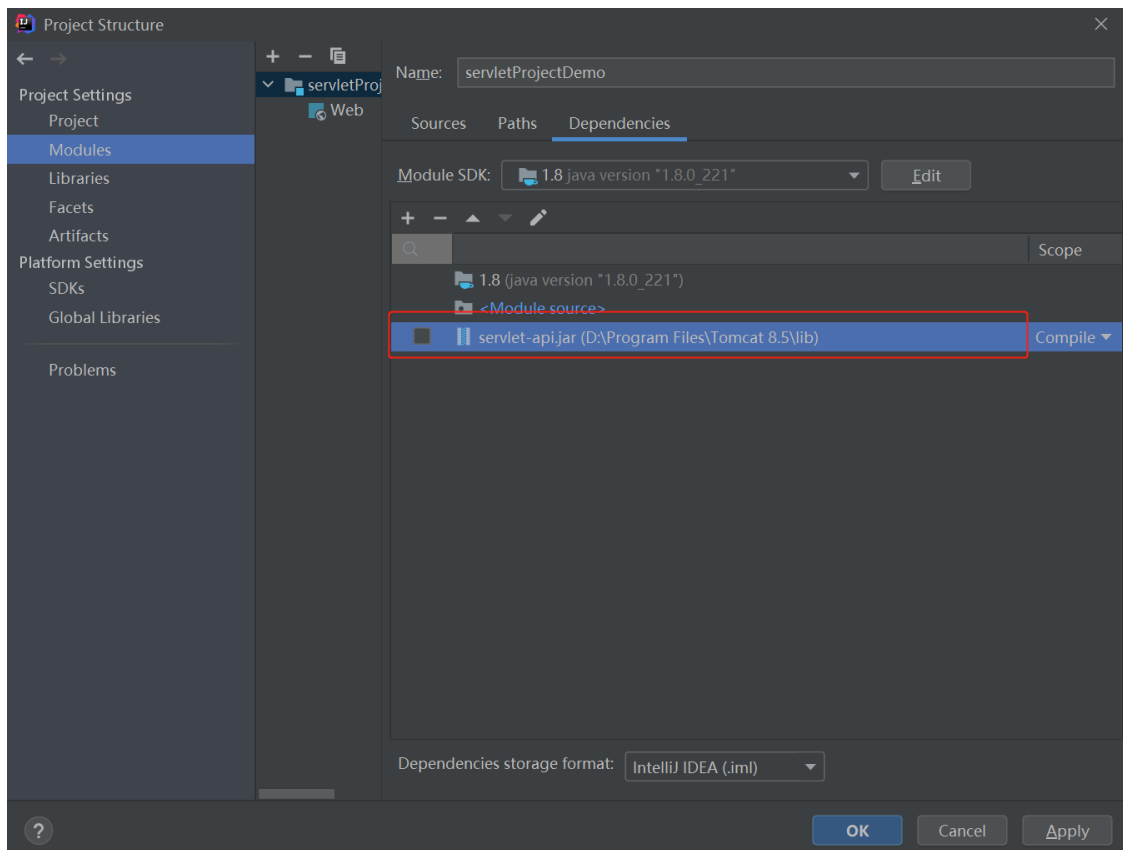 Project Structure
Project Settings
Project
Modules
Libraries
Facets
Artifacts
Platform Settings
SDKs
Global Libraries
Problems
servletProj
Web
Name: servletProjectDemo
Sources Paths Dependencies
Module SDK: 1.8 java version "1.8.0_221" Edit
Scope
1.8 (java version "1.8.0_221")
<Module source>
servlet-api.jar (D:\Program Files\Tomcat 8.5\lib) Compile
Dependencies storage format: IntelliJ IDEA (.iml)
? OK Cancel Apply